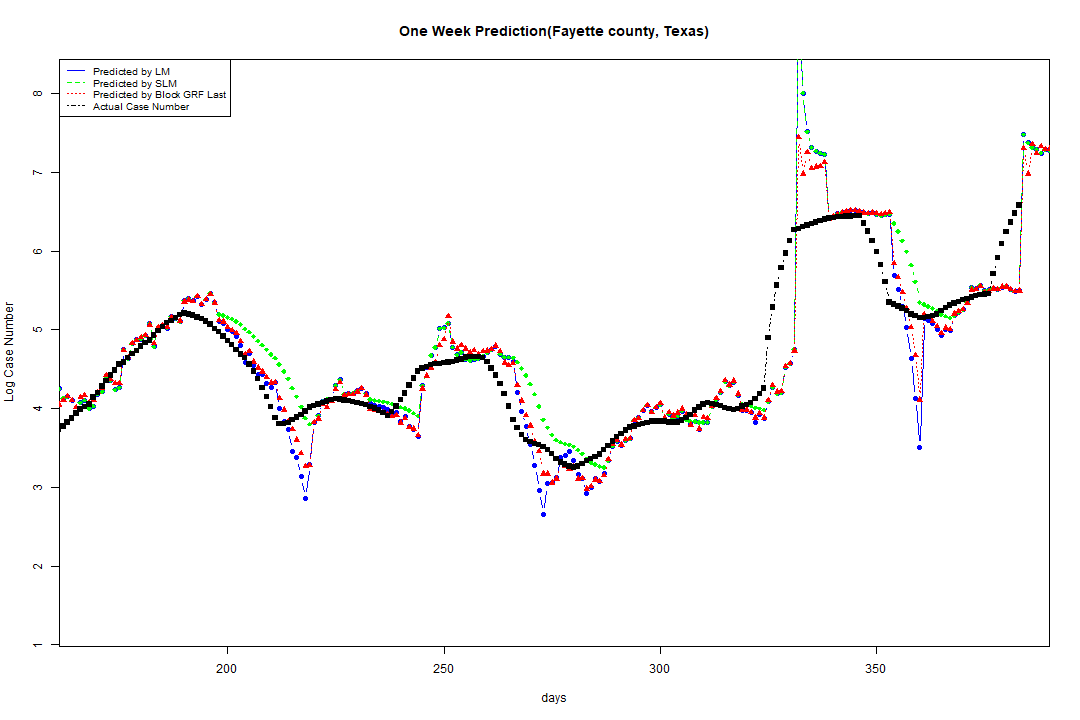 One Week Prediction(Fayette county, Texas)
Predicted by LM
Predicted by SLM
Predicted by Block GRF Last
Actual Case Number
Log Case Number
8
7
6
5
4
3
2
1
200
250
300
350
days